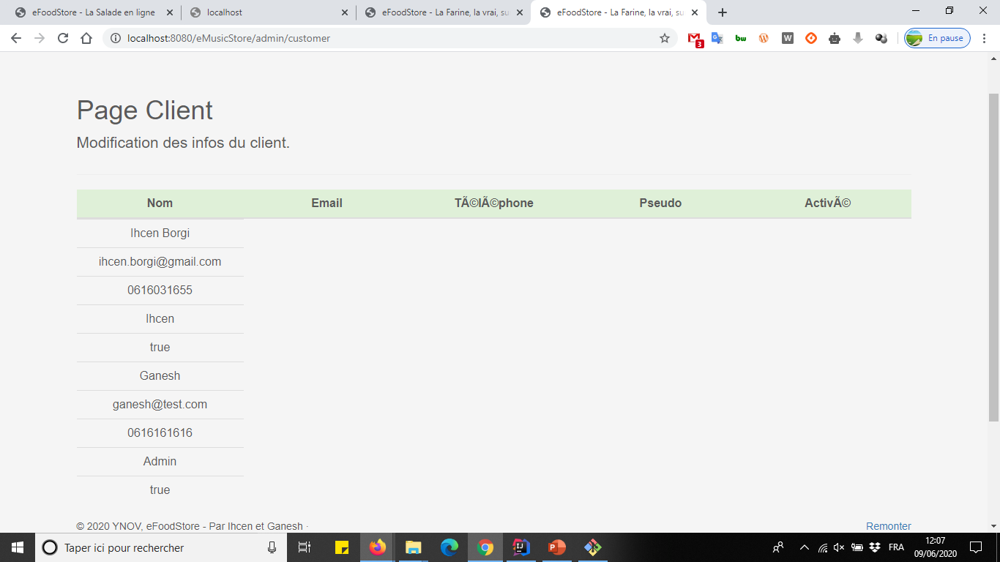 eFoodStore - La Salade en ligne
localhost
eFoodStore - La Farine, la vrai, su
eFoodStore - La Farine, la vrai, su
localhost:8080/eMusicStore/admin/customer
3
bw
W
W
En pause
Page Client
Modification des infos du client.
Nom Email TÃ©lÃ©phone Pseudo ActivÃ©
Ihcen Borgi
ihcen.borgi@gmail.com
0616031655
Ihcen
true
Ganesh
ganesh@test.com
0616161616
Admin
true
© 2020 YNOV, eFoodStore - Par Ihcen et Ganesh ·
Remonter
Taper ici pour rechercher
FRA
12:07
09/06/2020